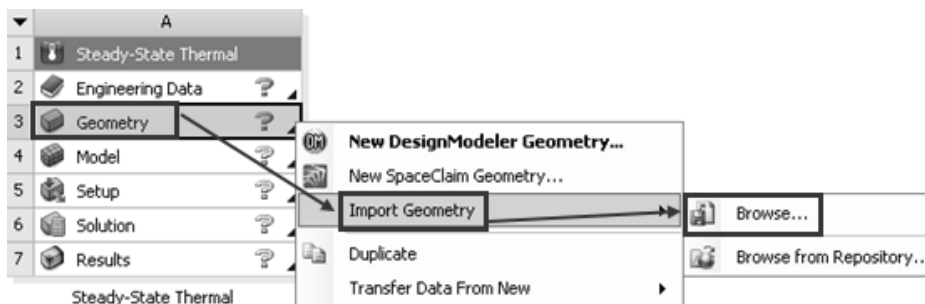 A
1 Steady-State Thermal
2 Engineering Data ?
3 Geometry ?
4 Model ?
5 Setup ?
6 Solution ?
7 Results ?
Steady-State Thermal
DM New DesignModeler Geometry...
New SpaceClaim Geometry...
Import Geometry
Duplicate
Transfer Data From New
Browse...
Browse from Repository..